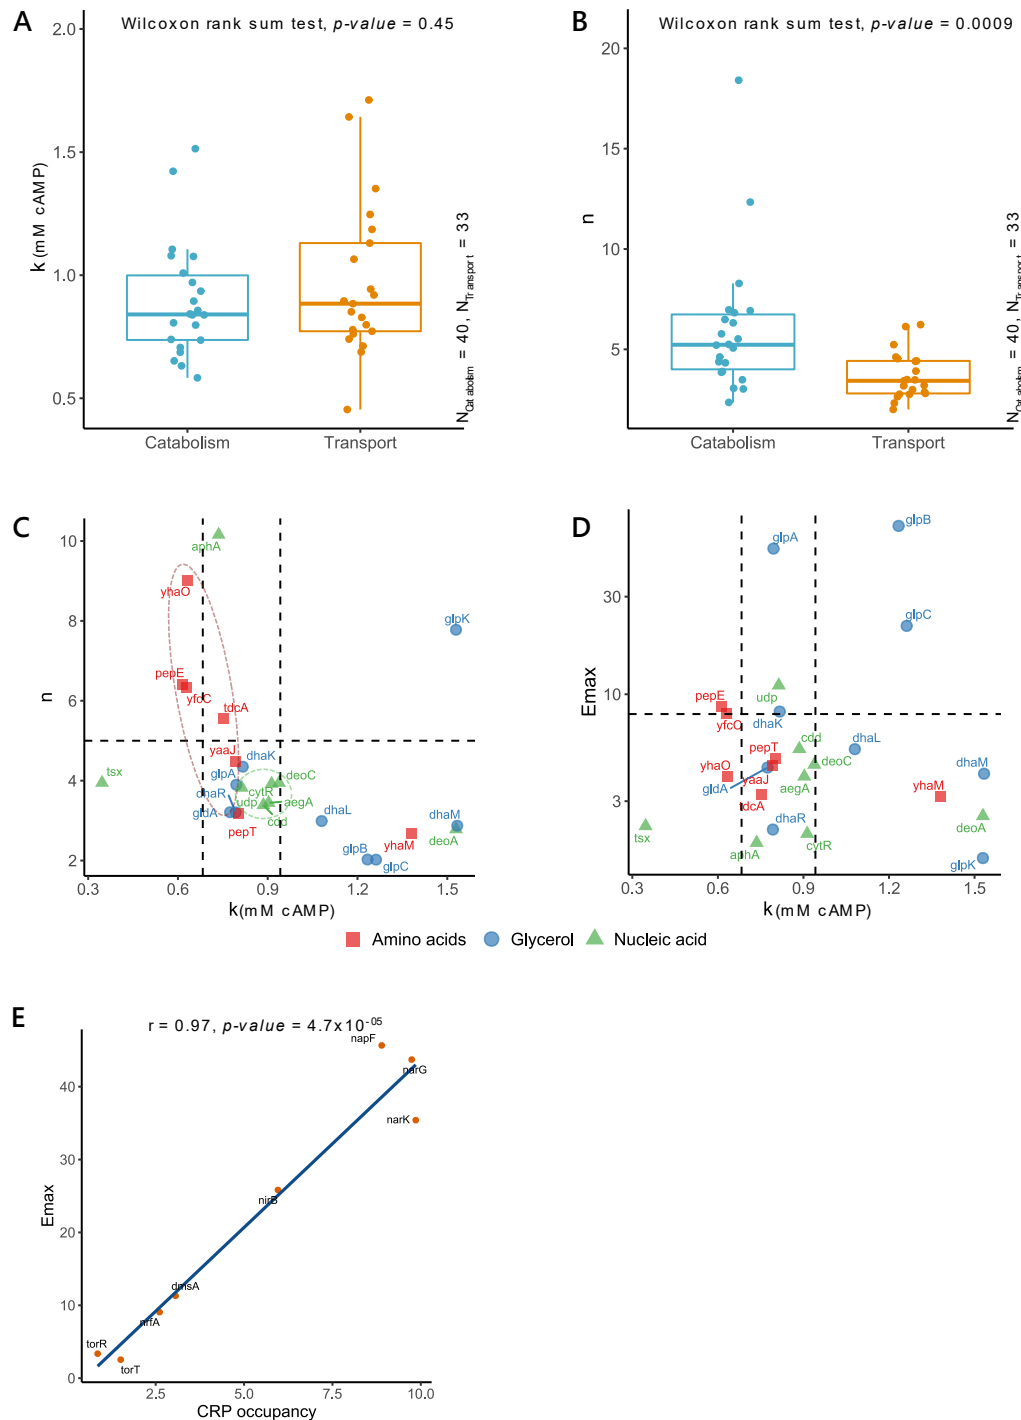 A
Wilcoxon rank sum test, p-value = 0.45
2.0
1.5
1.0
0.5
k (mM cAMP)
Catabolism
Transport
NCatabolism = 40, NTransport = 33
B
Wilcoxon rank sum test, p-value = 0.0009
20
15
10
5
n
Catabolism
Transport
NCatabolism = 40, NTransport = 33
C
10
8
6
4
2
n
aphA
yhaO
glpK
pepE
yfcC
tdcA
yaaJ
dhaK
glpA
deoC
tsx
dhaR
cytR
udp
aegA
gldA
cdd
pepT
dhaL
dhaM
yhaM
deoA
glpB
glpC
0.3
0.6
0.9
1.2
1.5
k (mM cAMP)
D
30
10
3
Emax
glpB
glpA
glpC
pepE
udp
yfcC
dhaK
cdd
dhaL
pepT
deoC
dhaM
yhaO
yaaJ
gldA
aegA
yhaM
tdcA
dhaR
deoA
tsx
aphA
cytR
glpK
0.3
0.6
0.9
1.2
1.5
k (mM cAMP)
Amino acids
Glycerol
Nucleic acid
E
r = 0.97, p-value = 4.7x10-05
napF
narG
narK
nirB
dmsA
nrfA
torR
torT
40
30
20
10
0
Emax
2.5
5.0
7.5
10.0
CRP occupancy